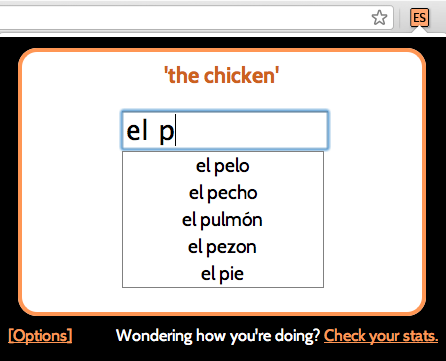 ES
'the chicken'
el p
el pelo
el pecho
el pulmón
el pezon
el pie
[Options] Wondering how you're doing? Check your stats.